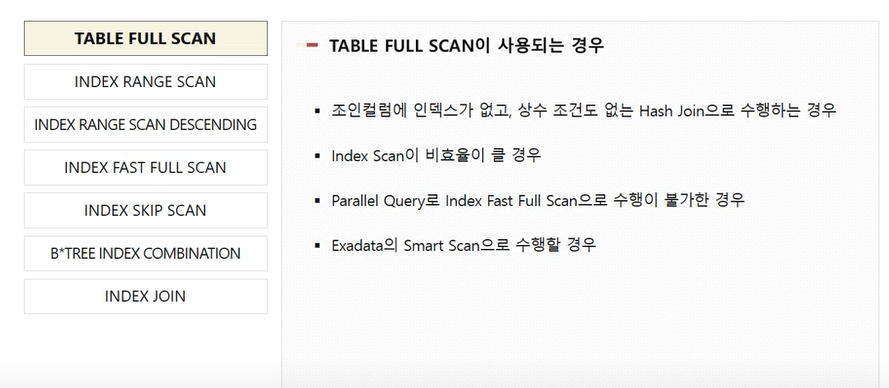 TABLE FULL SCAN
INDEX RANGE SCAN
INDEX RANGE SCAN DESCENDING
INDEX FAST FULL SCAN
INDEX SKIP SCAN
B*TREE INDEX COMBINATION
INDEX JOIN
TABLE FULL SCAN이 사용되는 경우
▪ 조인컬럼에 인덱스가 없고, 상수 조건도 없는 Hash Join으로 수행하는 경우
▪ Index Scan이 비효율이 클 경우
▪ Parallel Query로 Index Fast Full Scan으로 수행이 불가한 경우
▪ Exadata의 Smart Scan으로 수행할 경우